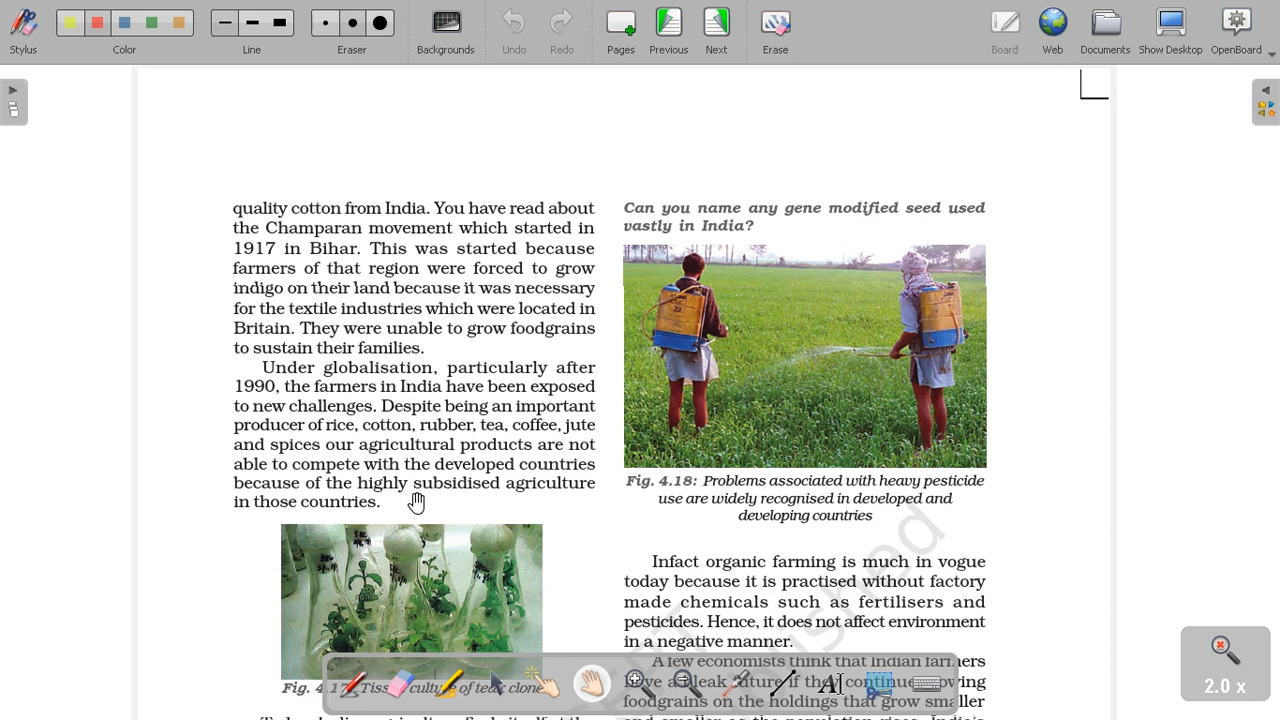 Stylus
Color
Line
Eraser
Backgrounds
Undo
Redo
Pages
Previous
Next
Erase
Board
Web
Documents
Show Desktop
OpenBoard
quality cotton from India. You have read about
the Champaran movement which started in
1917 in Bihar. This was started because
farmers of that region were forced to grow
indigo on their land because it was necessary
for the textile industries which were located in
Britain. They were unable to grow foodgrains
to sustain their families.
Under globalisation, particularly after
1990, the farmers in India have been exposed
to new challenges. Despite being an important
producer of rice, cotton, rubber, tea, coffee, jute
and spices our agricultural products are not
able to compete with the developed countries
because of the highly subsidised agriculture
in those countries.
Can you name any gene modified seed used
vastly in India?
Fig. 4.18: Problems associated with heavy pesticide
use are widely recognised in developed and
developing countries
Infact organic farming is much in vogue
today because it is practised without factory
made chemicals such as fertilisers and
pesticides. Hence, it does not affect environment
in a negative manner.
A few economists think that Indian farmers
foodgrains on the holdings that grow smaller
2.0 x